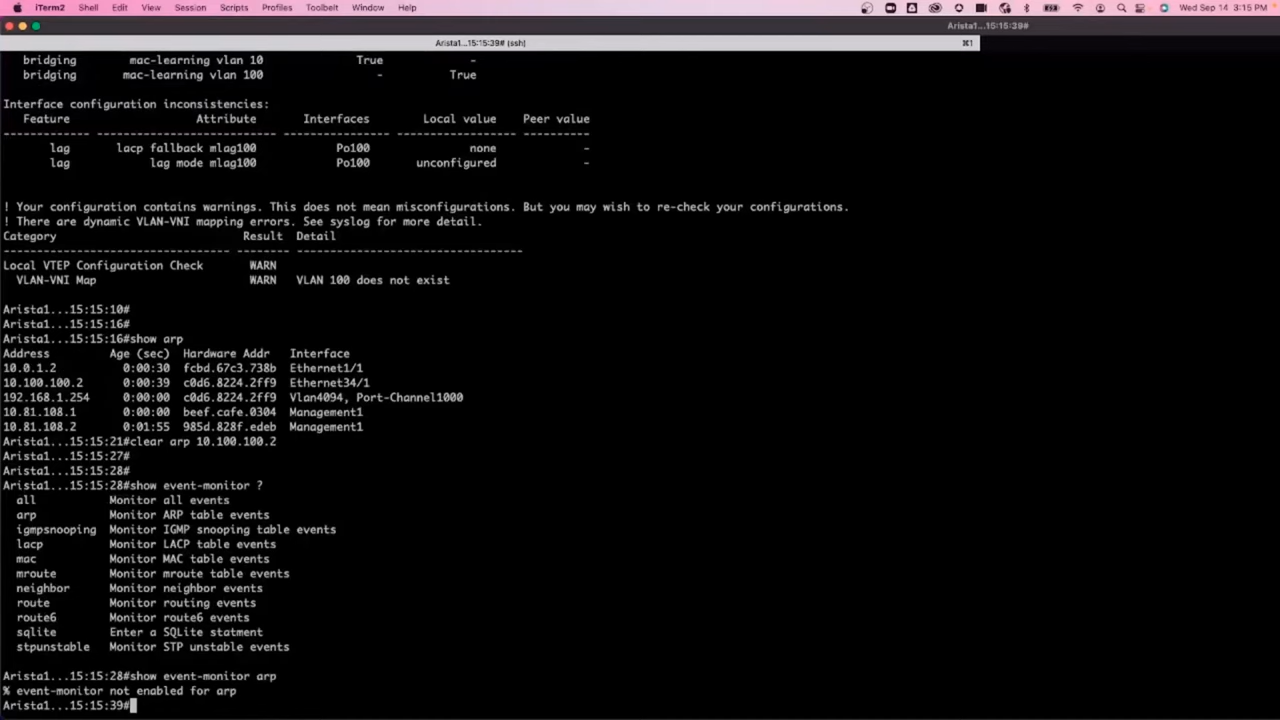 iTerm2 Shell Edit View Session Scripts Profiles Toolbelt Window Help Wed Sep 14 3:15 PM
Arista1...15:15:39#
Arista1...15:15:39# (ssh) ⌘1
bridging mac-learning vlan 10 True -
bridging mac-learning vlan 100 - True
Interface configuration inconsistencies:
Feature Attribute Interfaces Local value Peer value
------------- --------------------------- ---------------- ------------------ ----------
lag lacp fallback mlag100 Po100 none -
lag lag mode mlag100 Po100 unconfigured -
! Your configuration contains warnings. This does not mean misconfigurations. But you may wish to re-check your configurations.
! There are dynamic VLAN-VNI mapping errors. See syslog for more detail.
Category Result Detail
---------------------------------- -------- ----------------------------------
Local VTEP Configuration Check WARN
VLAN-VNI Map WARN VLAN 100 does not exist
Arista1...15:15:10#
Arista1...15:15:16#
Arista1...15:15:16#show arp
Address Age (sec) Hardware Addr Interface
10.0.1.2 0:00:30 fcbd.67c3.738b Ethernet1/1
10.100.100.2 0:00:39 c0d6.8224.2ff9 Ethernet34/1
192.168.1.254 0:00:00 c0d6.8224.2ff9 Vlan4094, Port-Channel1000
10.81.108.1 0:00:00 beef.cafe.0304 Management1
10.81.108.2 0:01:55 985d.828f.edeb Management1
Arista1...15:15:21#clear arp 10.100.100.2
Arista1...15:15:27#
Arista1...15:15:28#
Arista1...15:15:28#show event-monitor ?
all Monitor all events
arp Monitor ARP table events
igmpsnooping Monitor IGMP snooping table events
lacp Monitor LACP table events
mac Monitor MAC table events
mroute Monitor mroute table events
neighbor Monitor neighbor events
route Monitor routing events
route6 Monitor route6 events
sqlite Enter a SQLite statment
stpunstable Monitor STP unstable events
Arista1...15:15:28#show event-monitor arp
% event-monitor not enabled for arp
Arista1...15:15:39#